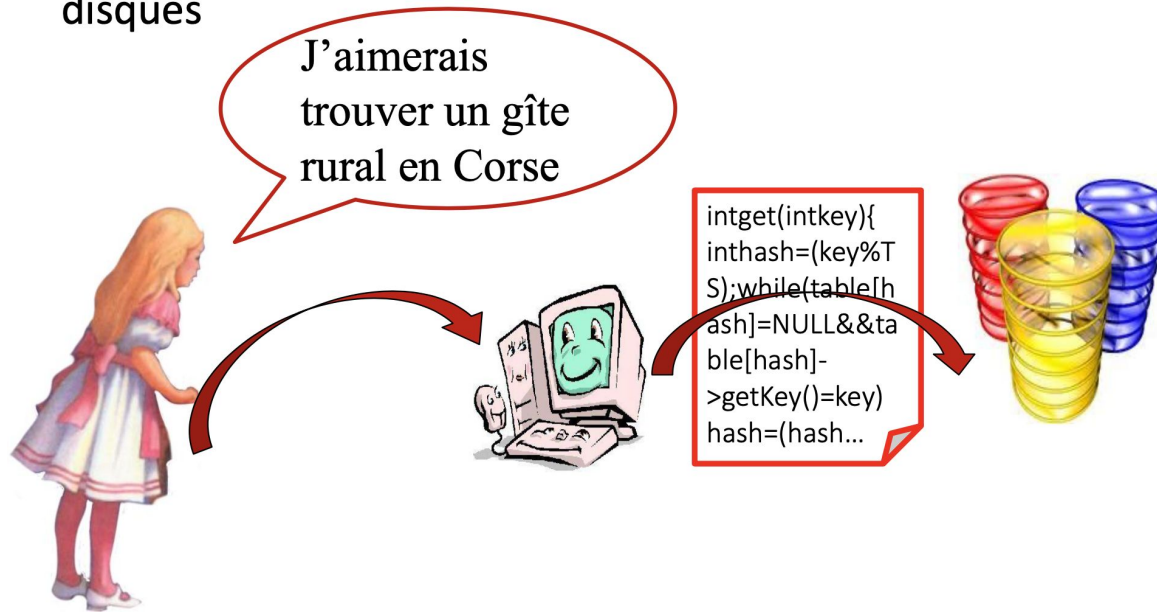 disques
J’aimerais
trouver un gîte
rural en Corse
intget(intkey){
inthash=(key%T
S);while(table[h
ash]=NULL&&ta
ble[hash]-
>getKey()=key)
hash=(hash...